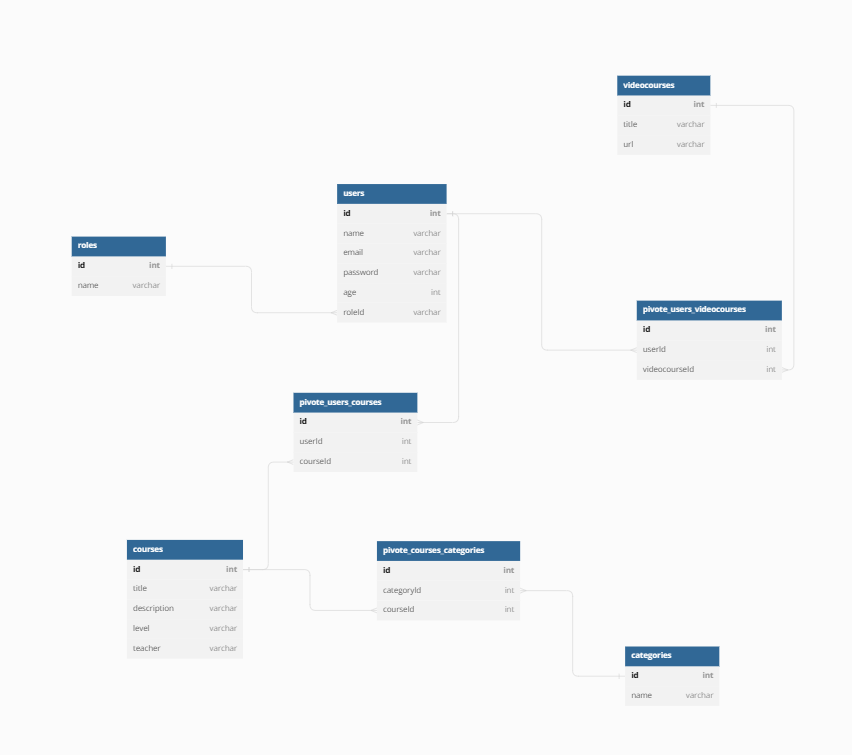 videocourses
id int
title varchar
url varchar
users
id int
name varchar
email varchar
password varchar
age int
roleId varchar
roles
id int
name varchar
pivote_users_videocourses
id int
userId int
videocourseId int
pivote_users_courses
id int
userId int
courseId int
courses
id int
title varchar
description varchar
level varchar
teacher varchar
pivote_courses_categories
id int
categoryId int
courseId int
categories
id int
name varchar